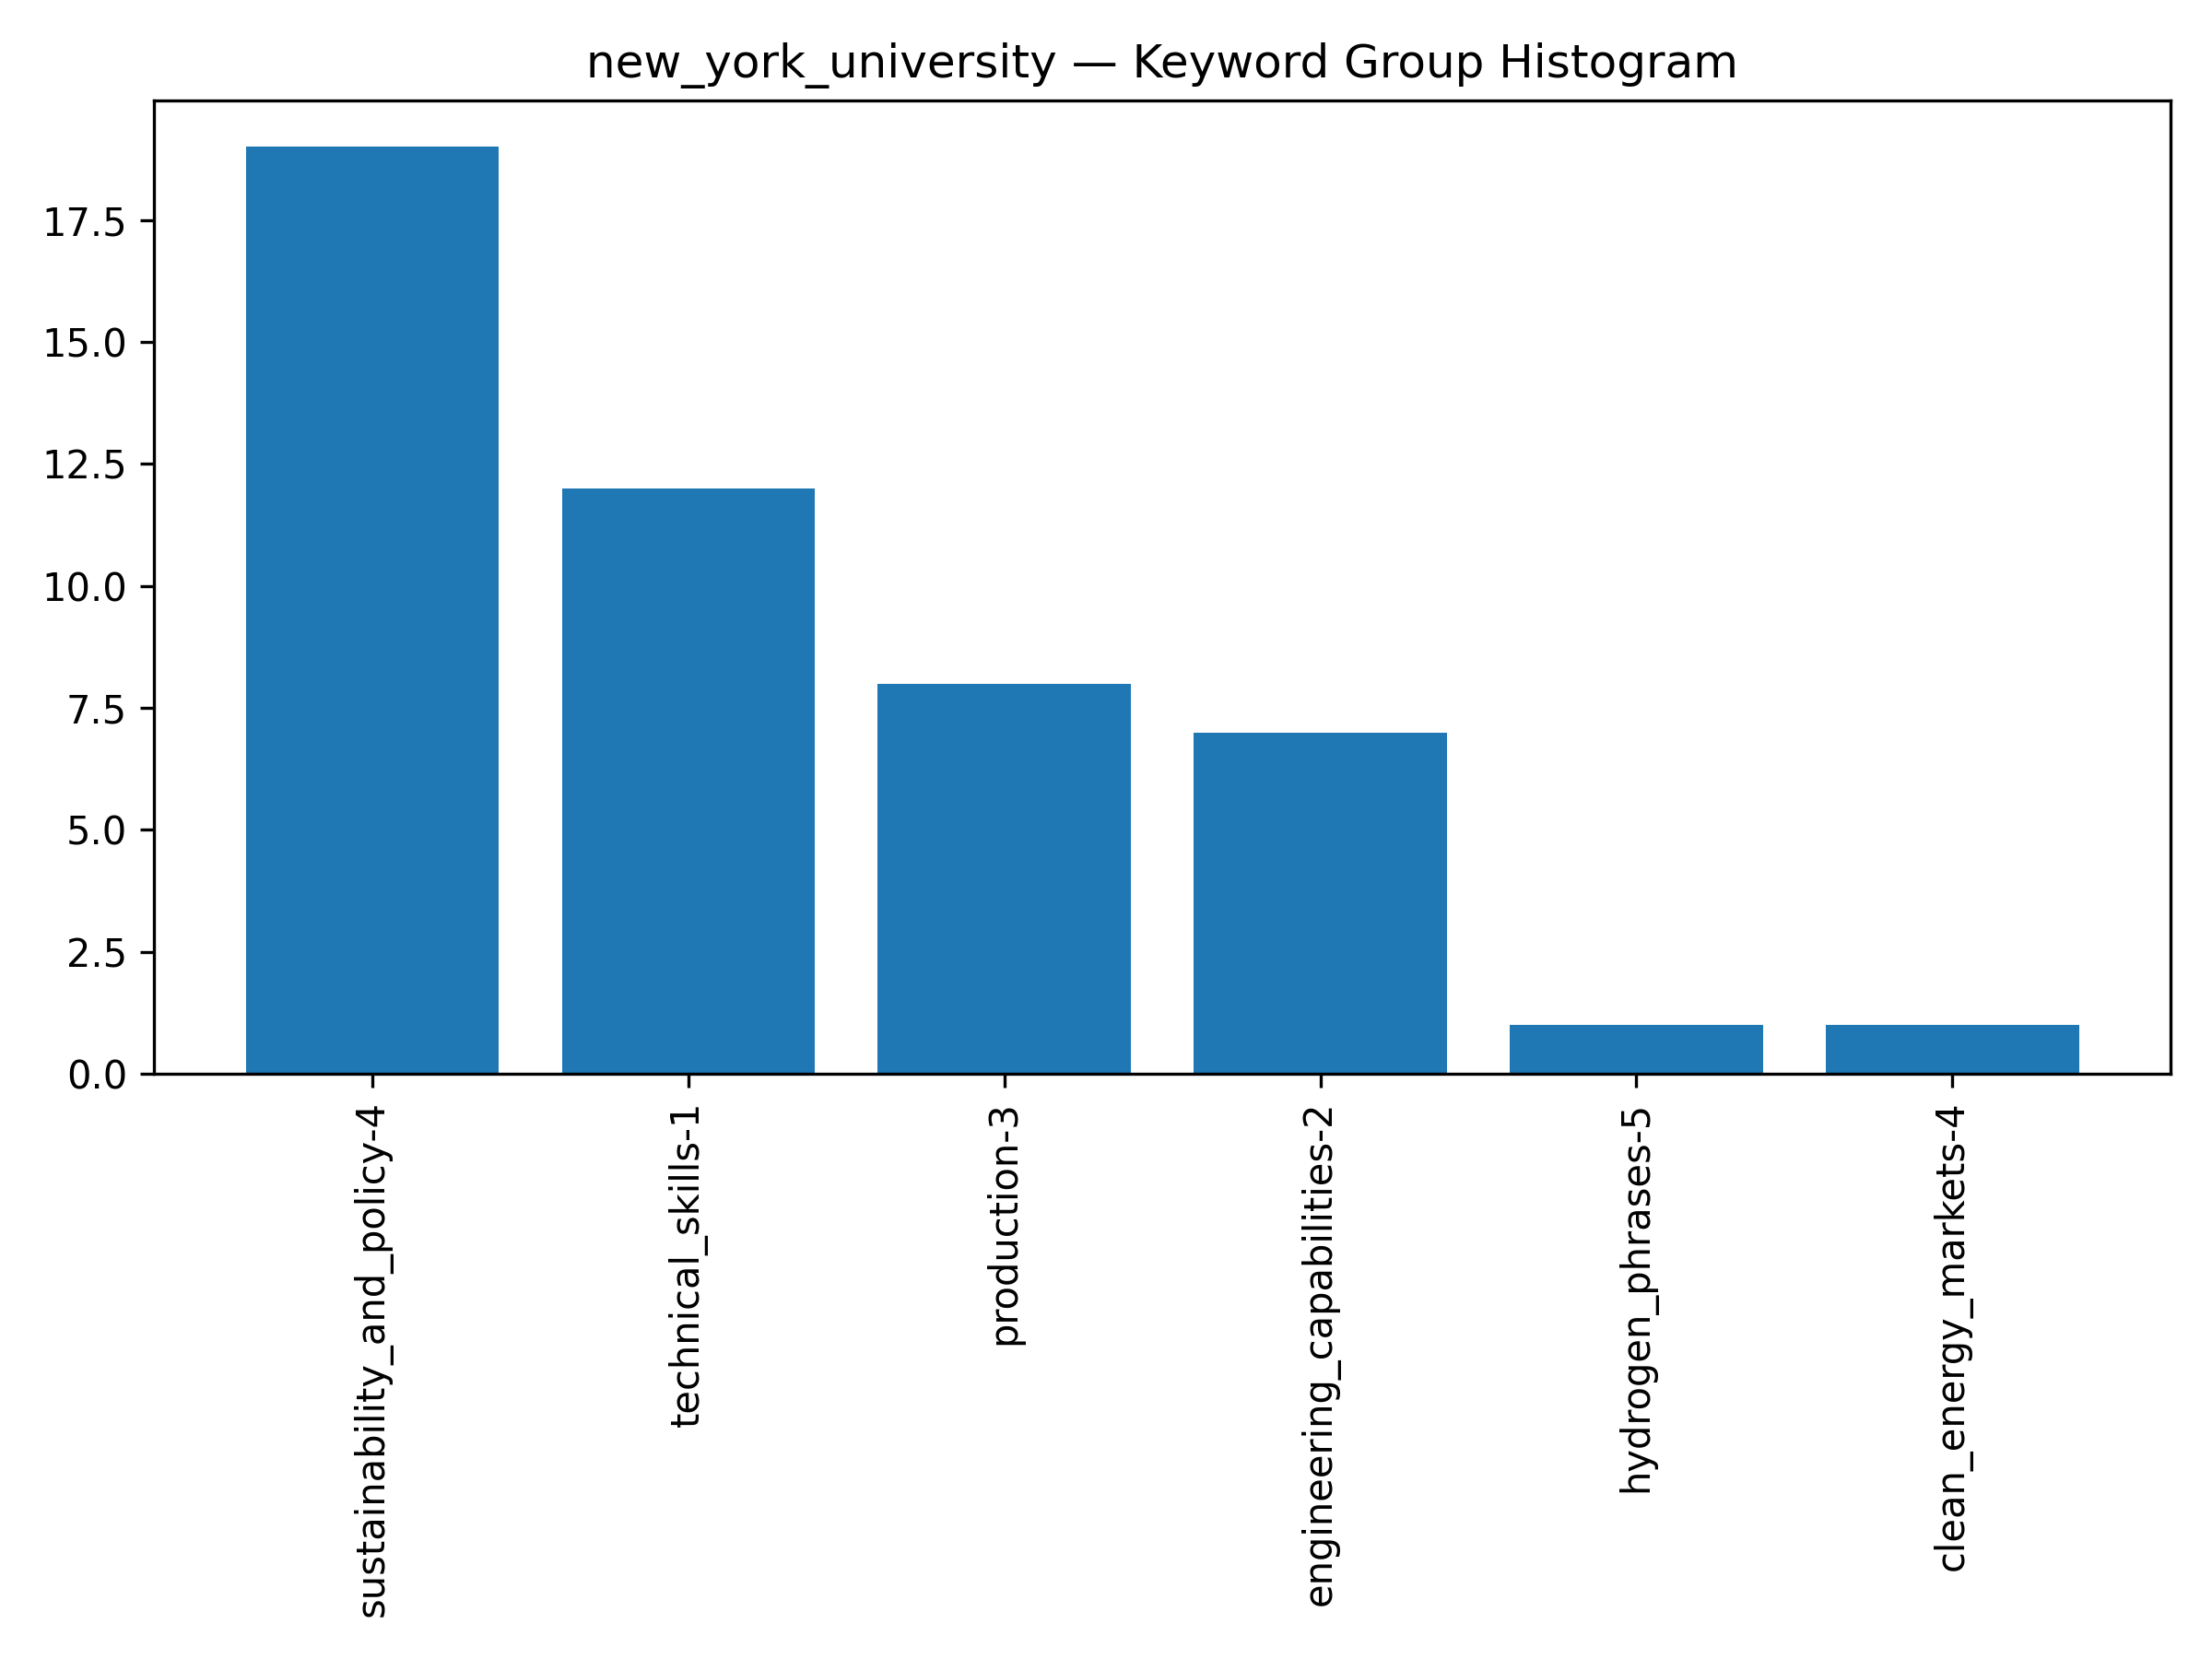 new_york_university — Keyword Group Histogram
17.5
15.0
12.5
10.0
7.5
5.0
2.5
0.0
sustainability_and_policy-4
technical_skills-1
production-3
engineering_capabilities-2
hydrogen_phrases-5
clean_energy_markets-4